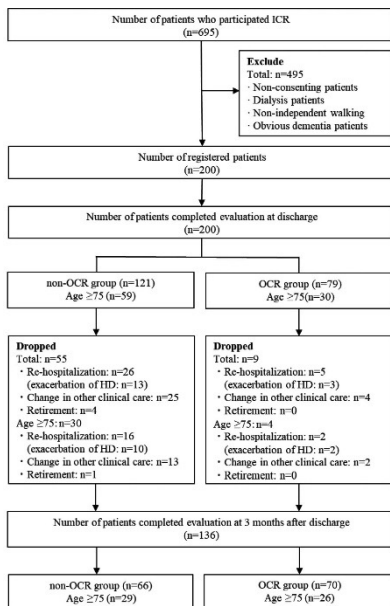 Number of patients who participated ICR
(n=695)
Exclude
Total: n=495
· Non-consenting patients
· Dialysis patients
· Non-independent walking
· Obvious dementia patients
Number of registered patients
(n=200)
Number of patients completed evaluation at discharge
(n=200)
non-OCR group (n=121)
Age ≥75 (n=59)
OCR group (n=79)
Age ≥75(n=30)
Dropped
Total: n=55
· Re-hospitalization: n=26
(exacerbation of HD: n=13)
· Change in other clinical care: n=25
· Retirement: n=4
Age ≥75: n=30
· Re-hospitalization: n=16
(exacerbation of HD: n=10)
· Change in other clinical care: n=13
· Retirement: n=1
Dropped
Total: n=9
· Re-hospitalization: n=5
(exacerbation of HD: n=3)
· Change in other clinical care: n=4
· Retirement: n=0
Age ≥75: n=4
· Re-hospitalization: n=2
(exacerbation of HD: n=2)
· Change in other clinical care: n=2
· Retirement: n=0
Number of patients completed evaluation at 3 months after discharge
(n=136)
non-OCR group (n=66)
Age ≥75 (n=29)
OCR group (n=70)
Age ≥75 (n=26)